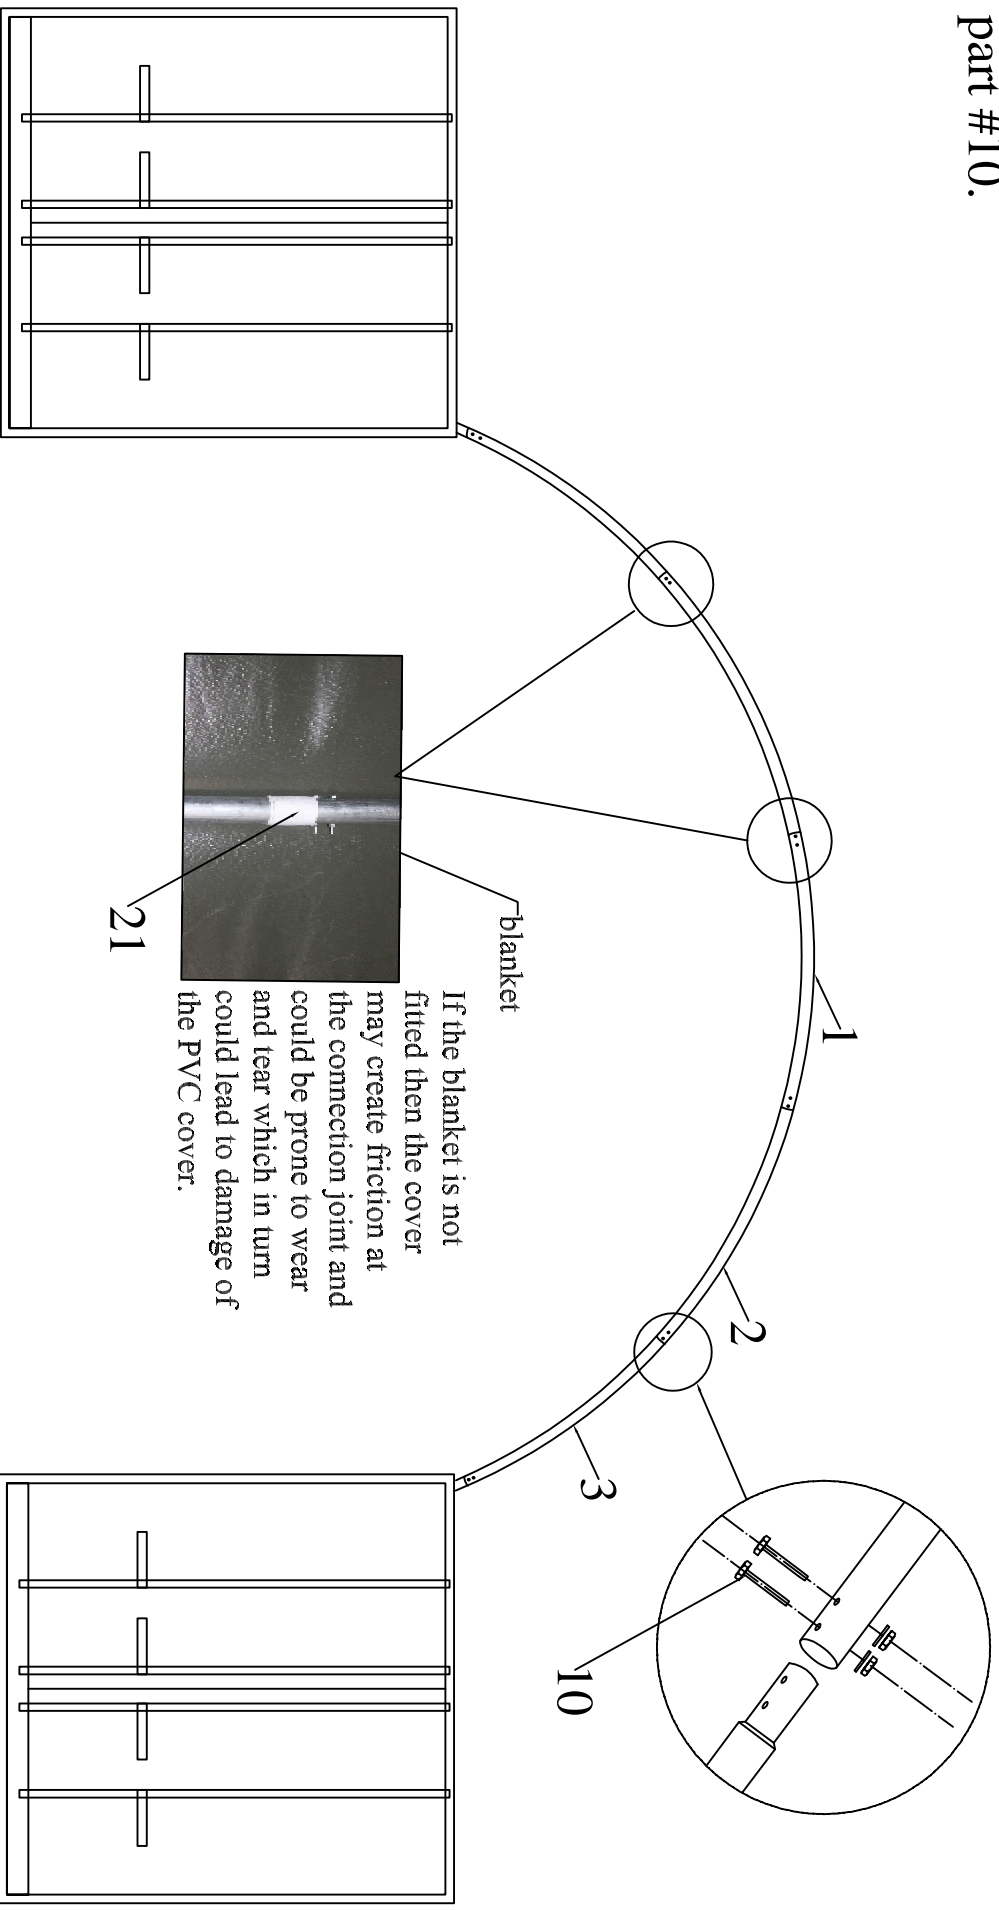 part #10.
1
2
3
10
blanket
21
If the blanket is not
fitted then the cover
may create friction at
the connection joint and
could be prone to wear
and tear which in turn
could lead to damage of
the PVC cover.